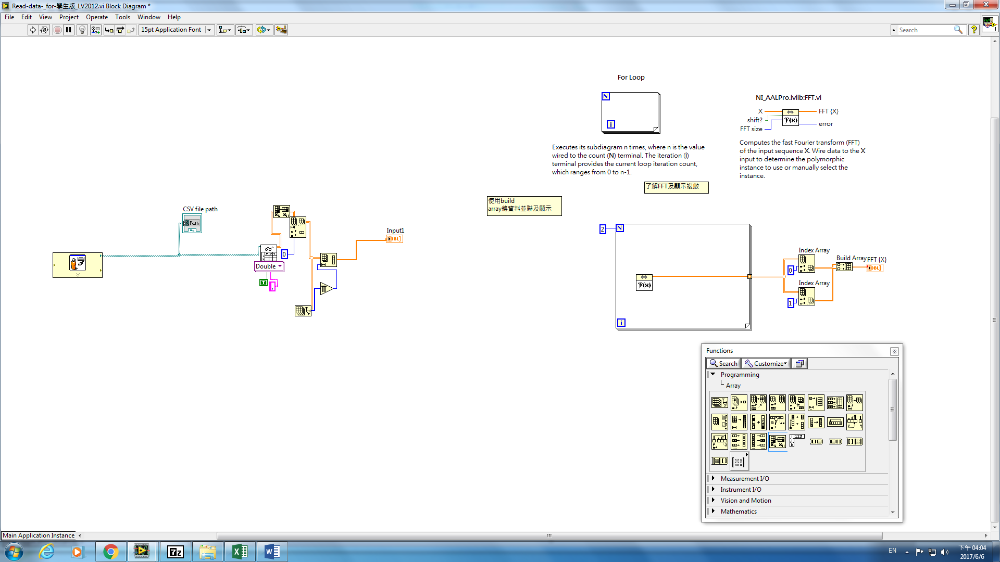 Read-data-_for-學生版_LV2012.vi Block Diagram *
File Edit View Project Operate Tools Window Help
15pt Application Font
Search
For Loop
N
i
Executes its subdiagram n times, where n is the value
wired to the count (N) terminal. The iteration (i)
terminal provides the current loop iteration count,
which ranges from 0 to n-1.
NI_AALPro.lvlib:FFT.vi
X
shift?
FFT size
FFT {X}
error
Computes the fast Fourier transform (FFT)
of the input sequence X. Wire data to the X
input to determine the polymorphic
instance to use or manually select the
instance.
了解FFT及顯示複數
使用build
array將資料並聯及顯示
CSV file path
Path
Double
T
0
Input1
DBL]
2
N
i
Index Array
0
Index Array
1
Build Array
FFT {X}
DBL]
Functions
Search
Customize
Programming
Array
Measurement I/O
Instrument I/O
Vision and Motion
Mathematics
Main Application Instance
EN
下午 04:04
2017/6/6